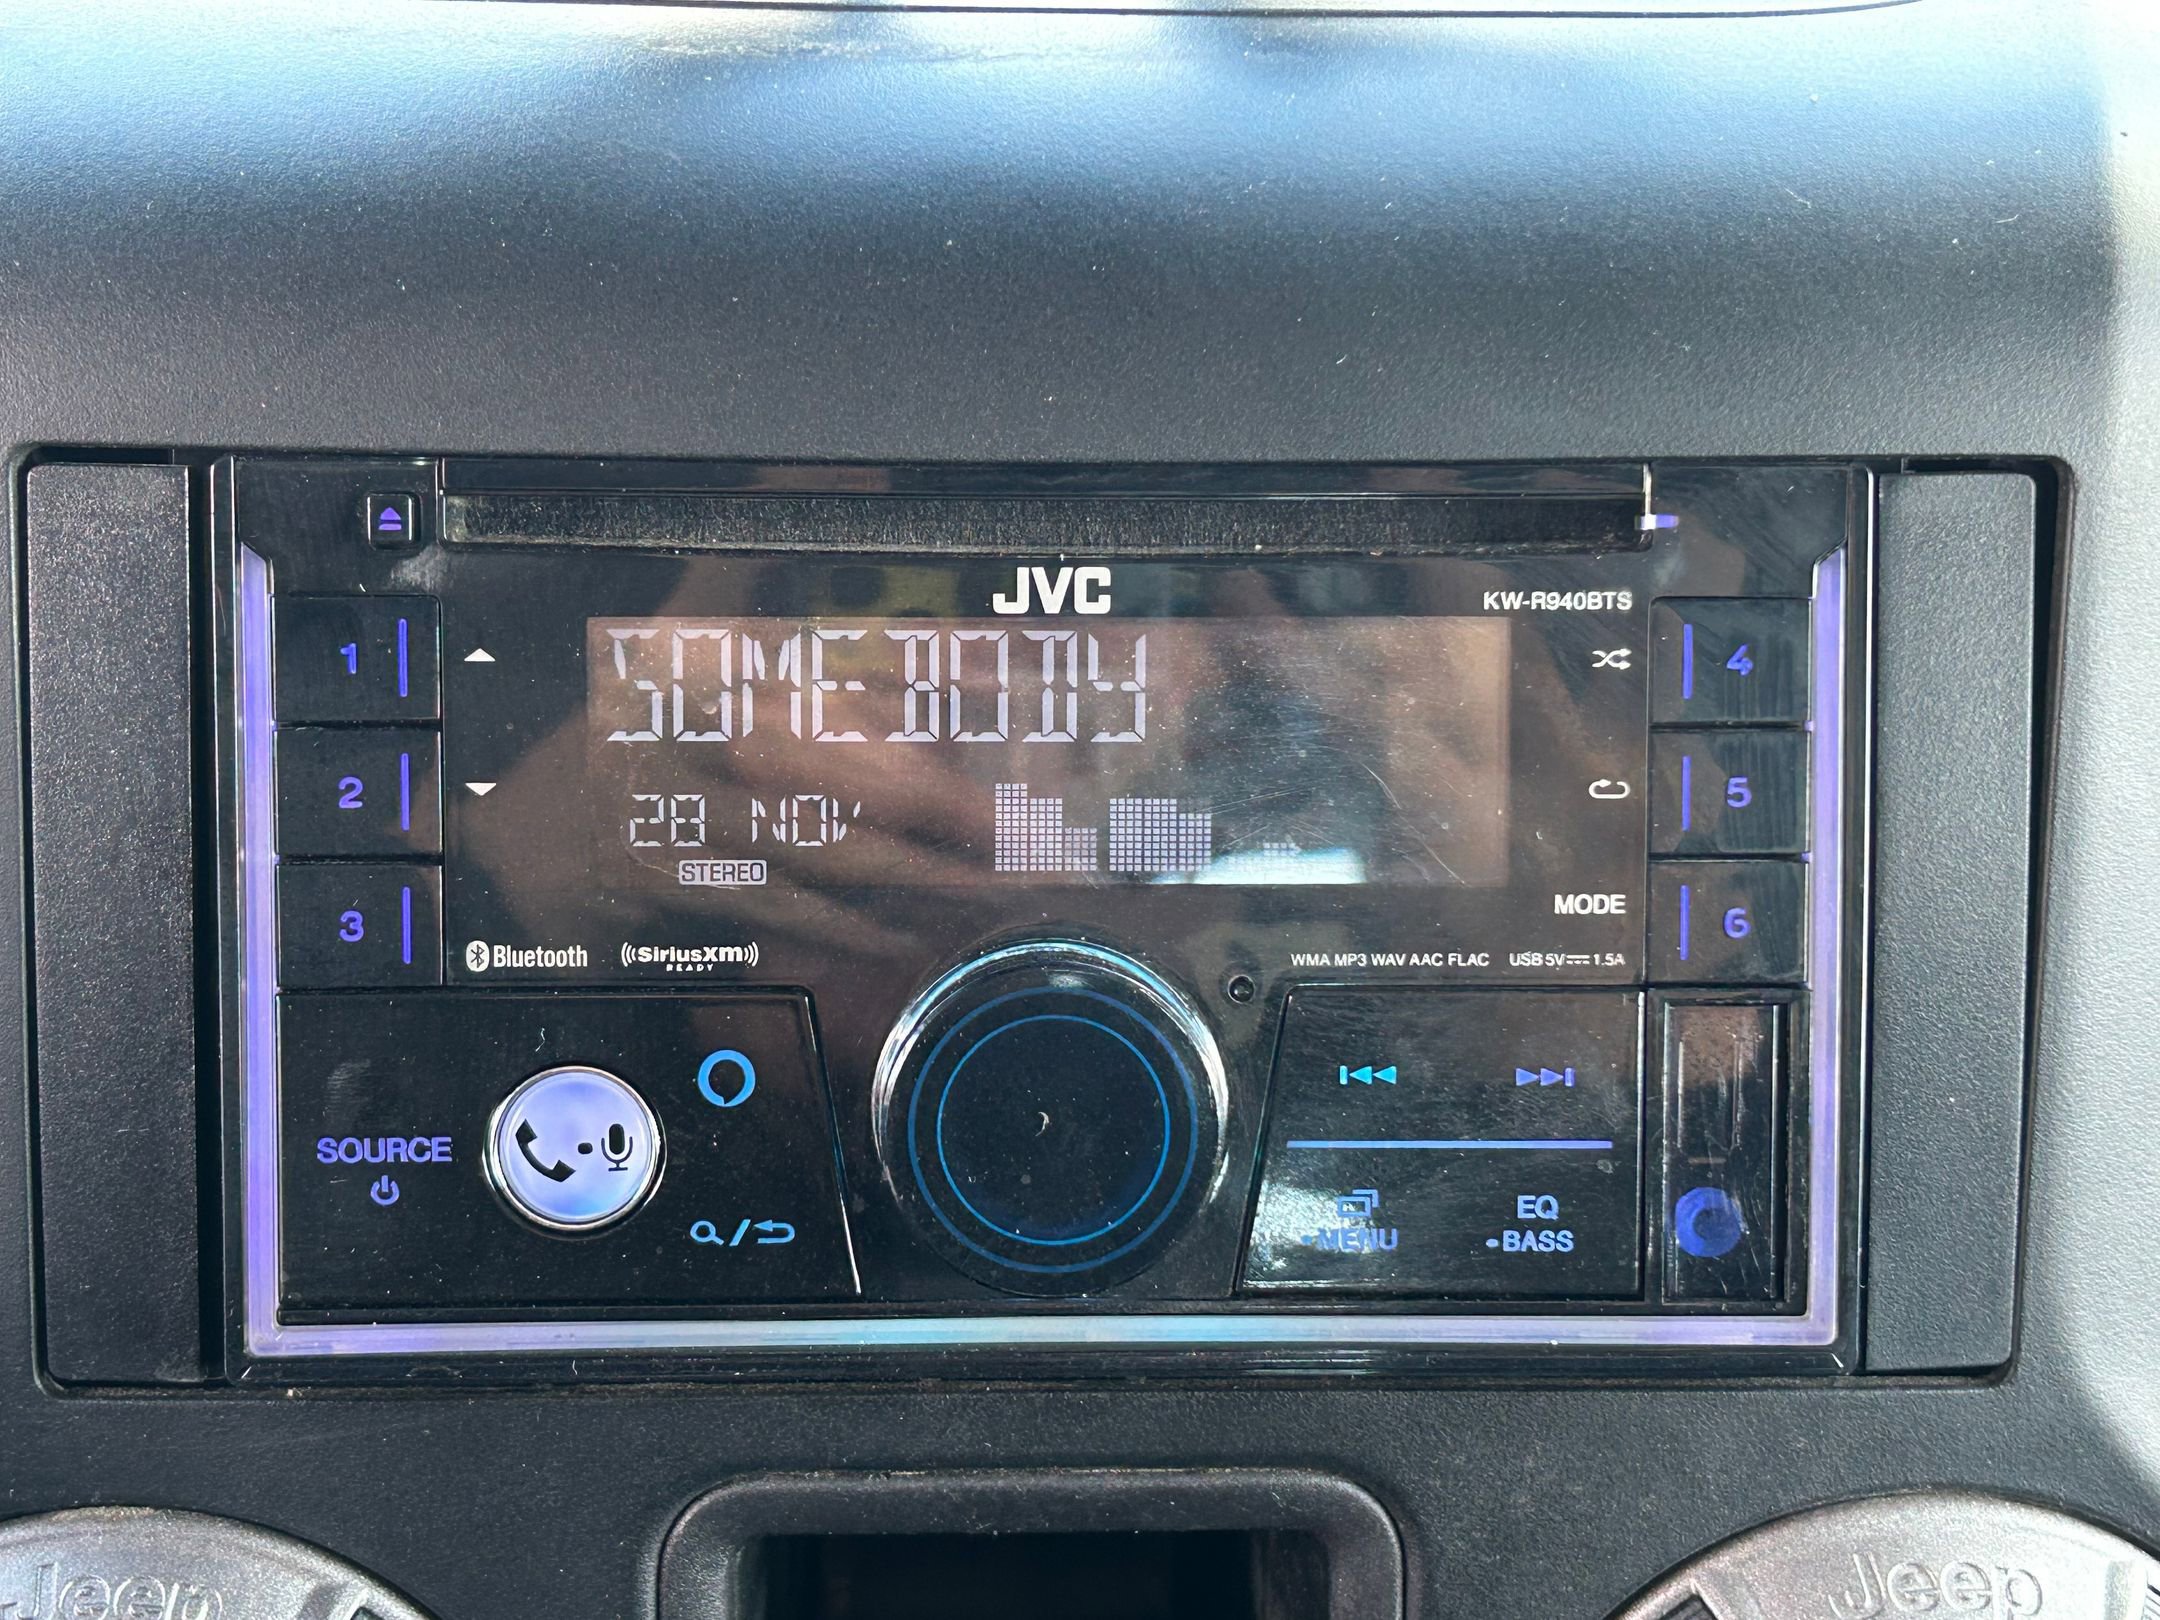 JVC
KW-R940BTS
1
SOMEBODY
4
2
5
28 NOV
STEREO
3
MODE
6
Bluetooth
SiriusXM
READY
WMA MP3 WAV AAC FLAC USB 5V 1.5A
SOURCE
EQ
MENU
BASS
Jeep
Jeep